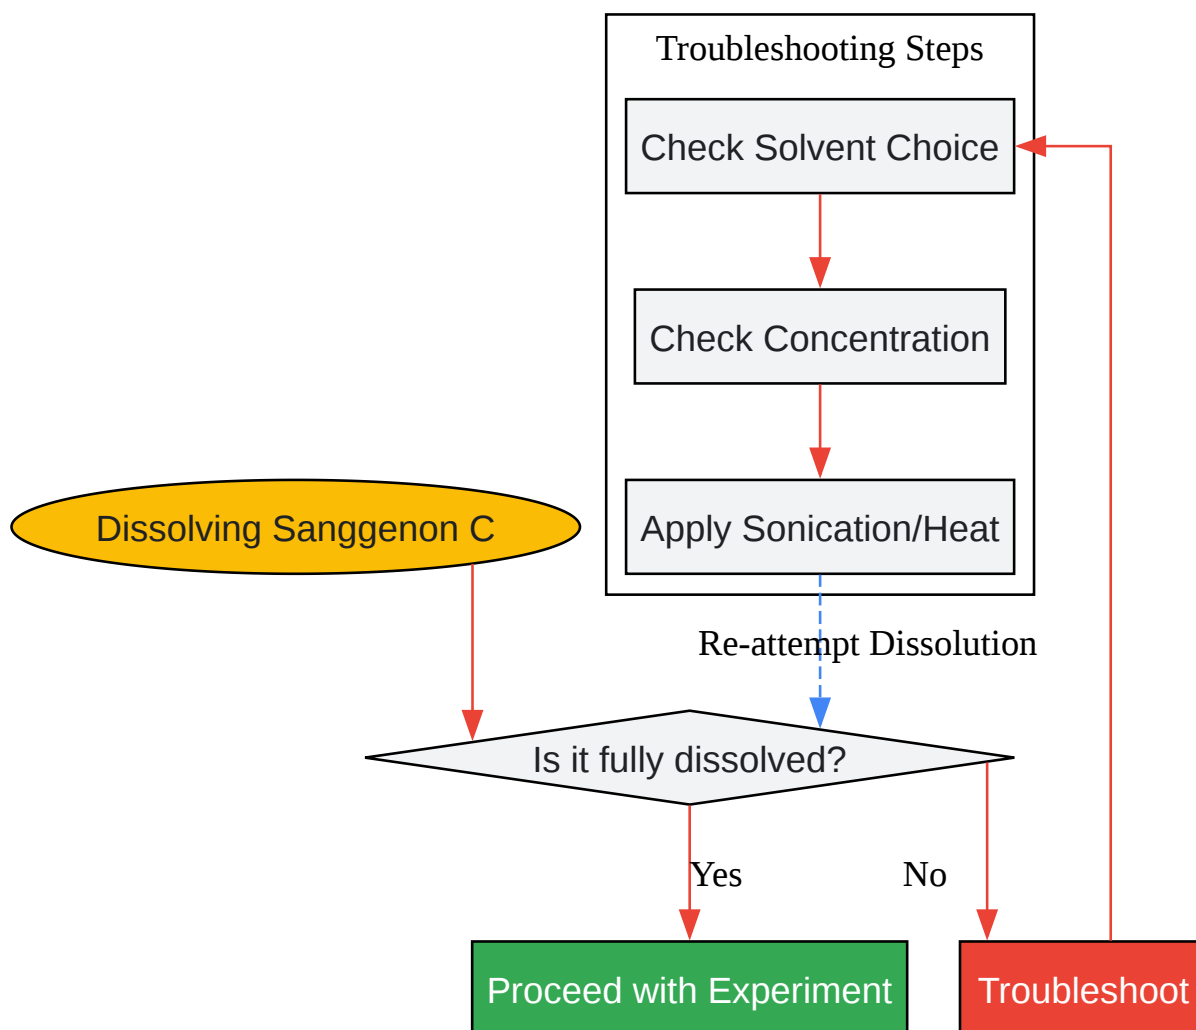 Troubleshooting Steps
Check Solvent Choice
Check Concentration
Dissolving Sanggenon C
Apply Sonication/Heat
Re-attempt Dissolution
Is it fully dissolved?
Yes
No
Proceed with Experiment
Troubleshoot